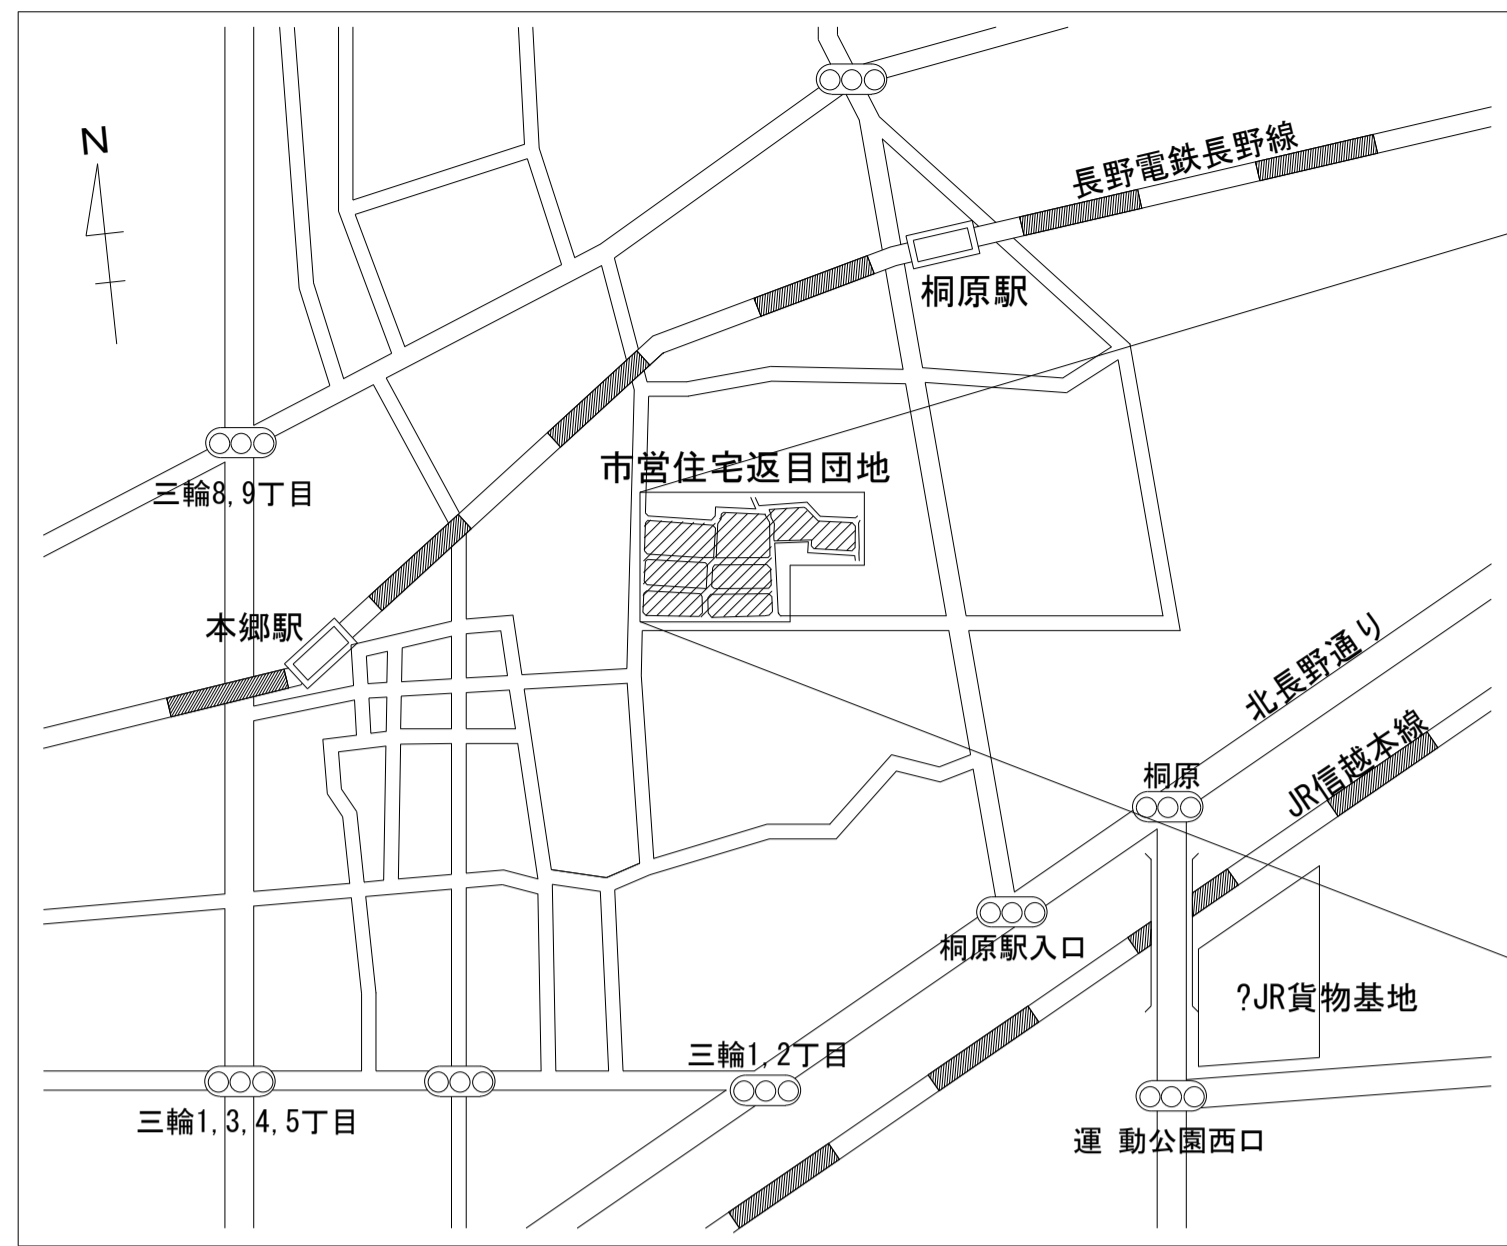 N
長野電鉄長野線
桐原駅
市営住宅返目団地
三輪8,9丁目
本郷駅
北長野通り
JR信越本線
桐原
桐原駅入口
?JR貨物基地
三輪1,2丁目
三輪1,3,4,5丁目
運 動公園西口